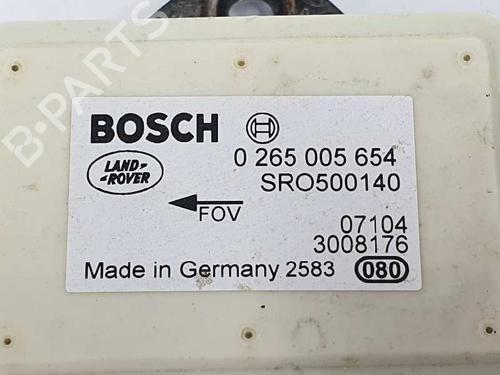 B-PARTS
BOSCH
LAND-
-ROVER
0 265 005 654
SRO500140
FOV
07104
3008176
Made in Germany 2583 080